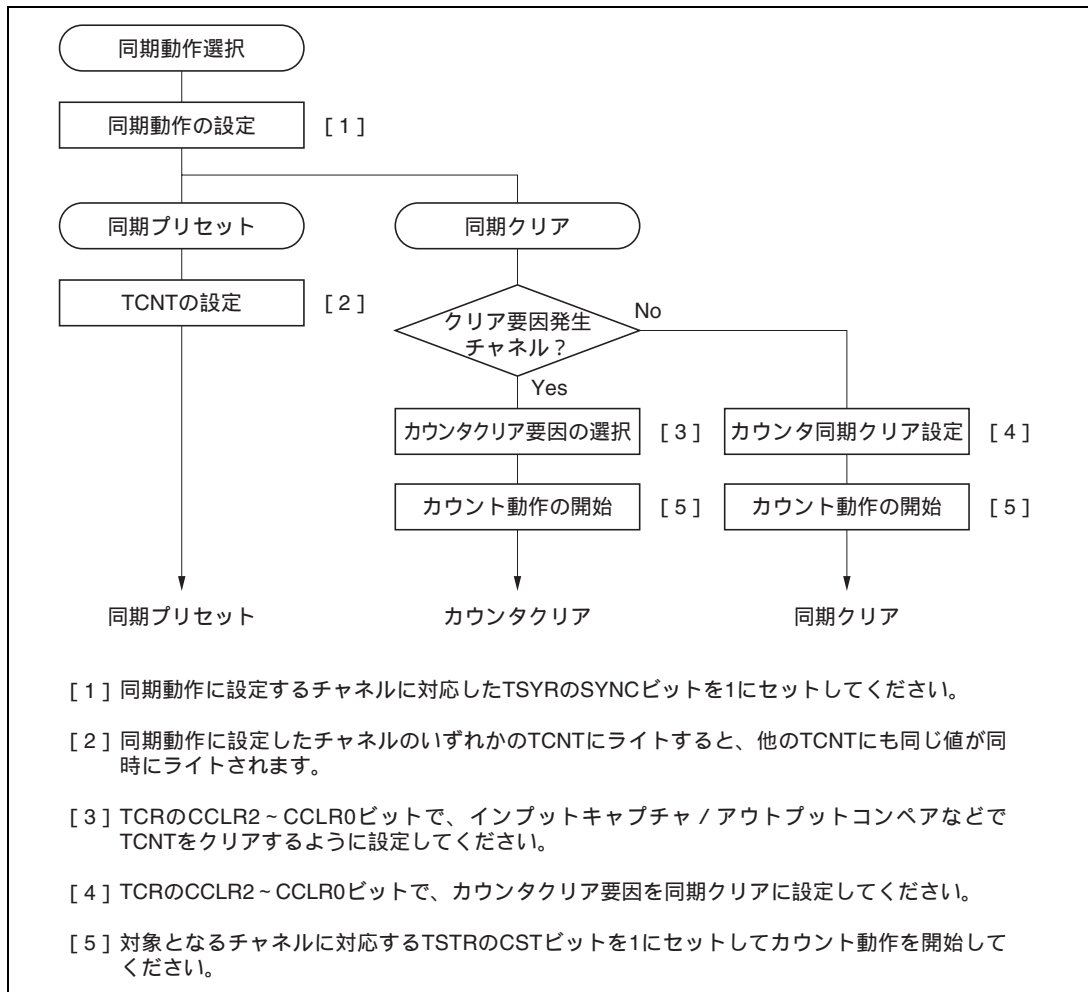 同期動作選択
同期動作の設定 [1]
同期プリセット 同期クリア
TCNTの設定 [2]
クリア要因発生
チャネル？
No
Yes
カウンタクリア要因の選択 [3] カウンタ同期クリア設定 [4]
カウント動作の開始 [5] カウント動作の開始 [5]
同期プリセット カウンタクリア 同期クリア
[1] 同期動作に設定するチャネルに対応したTSYRのSYNCビットを1にセットしてください。
[2] 同期動作に設定したチャネルのいずれかのTCNTにライトすると、他のTCNTにも同じ値が同
時にライトされます。
[3] TCRのCCLR2～CCLR0ビットで、インプットキャプチャ／アウトプットコンペアなどで
TCNTをクリアするように設定してください。
[4] TCRのCCLR2～CCLR0ビットで、カウンタクリア要因を同期クリアに設定してください。
[5] 対象となるチャネルに対応するTSTRのCSTビットを1にセットしてカウント動作を開始して
ください。